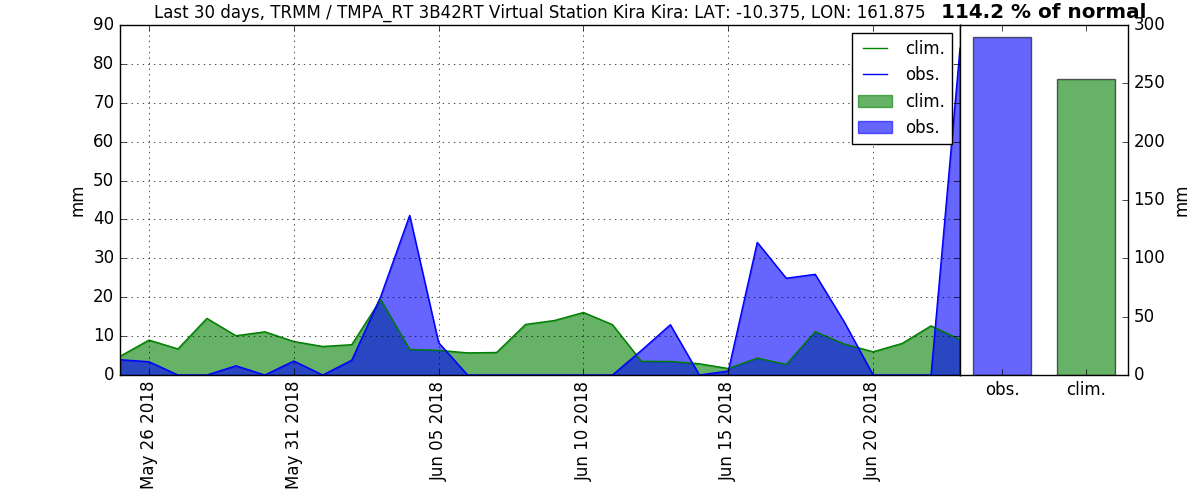 Last 30 days, TRMM / TMPA_RT 3B42RT Virtual Station Kira Kira: LAT: -10.375, LON: 161.875 114.2 % of normal
90
80
70
60
50
40
30
20
10
0
mm
clim.
obs.
clim.
obs.
May 26 2018
May 31 2018
Jun 05 2018
Jun 10 2018
Jun 15 2018
Jun 20 2018
300
250
200
150
100
50
0
mm
obs. clim.